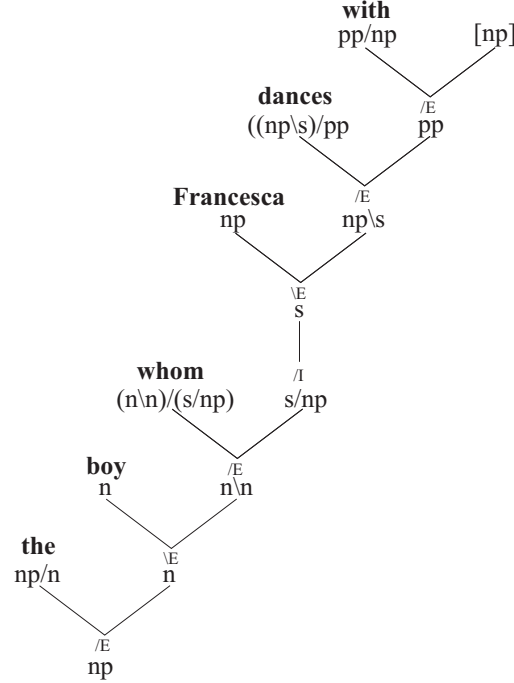 with
pp/np [np]
/E
dances
((np\s)/pp pp
/E
Francesca
np np\s
\E
s
/I
whom
(n\n)/(s/np) s/np
/E
boy
n n\n
\E
the
np/n n
/E
np